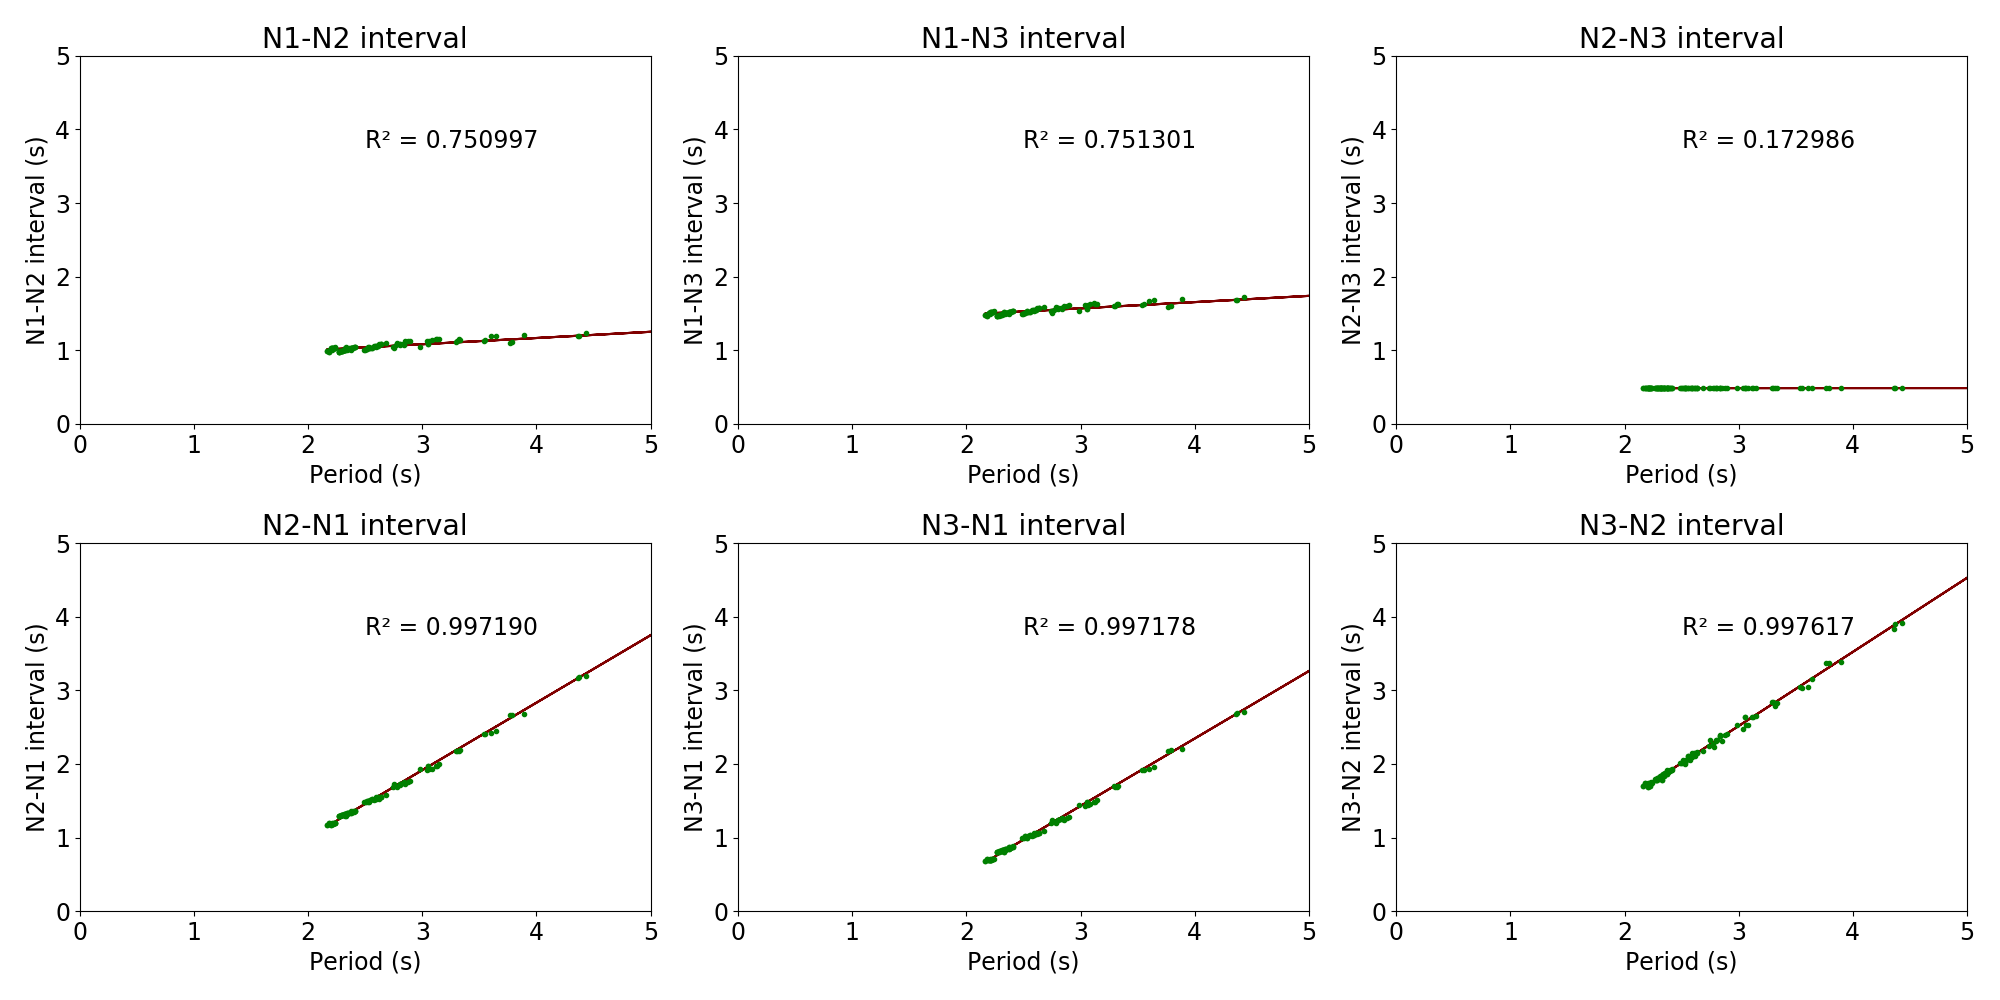 N1-N2 interval
N1-N3 interval
N2-N3 interval
N1-N2 interval (s)
5
4
3
2
1
0
R² = 0.750997
0 1 2 3 4 5
Period (s)
N1-N3 interval (s)
5
4
3
2
1
0
R² = 0.751301
0 1 2 3 4 5
Period (s)
N2-N3 interval (s)
5
4
3
2
1
0
R² = 0.172986
0 1 2 3 4 5
Period (s)
N2-N1 interval
N3-N1 interval
N3-N2 interval
N2-N1 interval (s)
5
4
3
2
1
0
R² = 0.997190
0 1 2 3 4 5
Period (s)
N3-N1 interval (s)
5
4
3
2
1
0
R² = 0.997178
0 1 2 3 4 5
Period (s)
N3-N2 interval (s)
5
4
3
2
1
0
R² = 0.997617
0 1 2 3 4 5
Period (s)